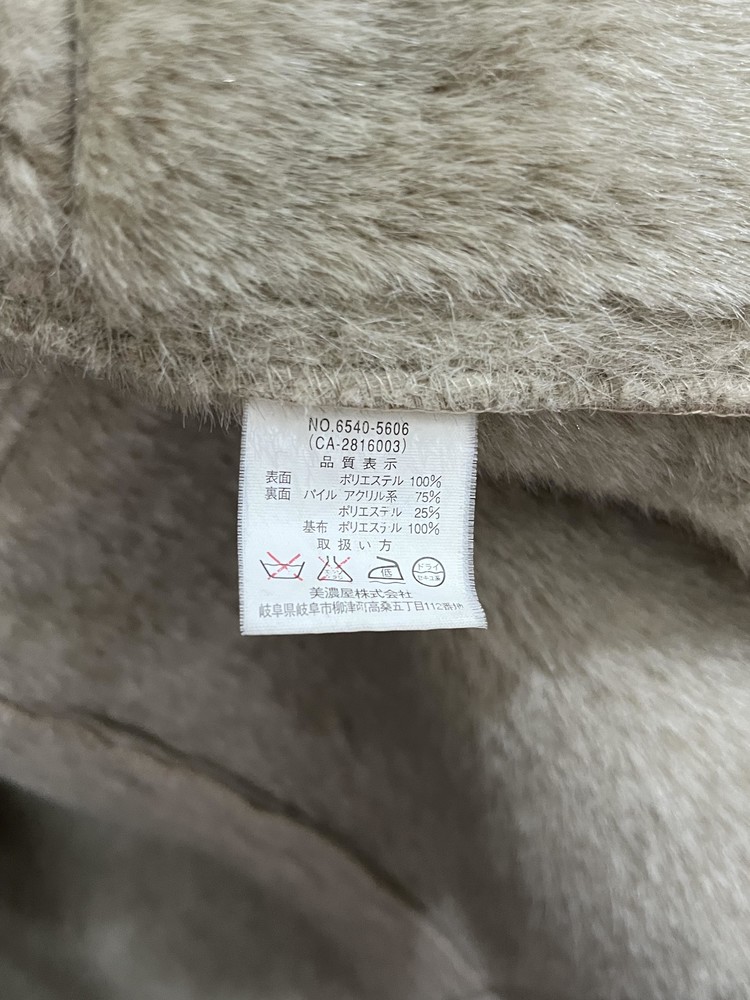 NO.6540-5606
(CA-2816003)
品質表示
表面 ポリエステル 100%
裏面 パイル アクリル系 75%
ポリエステル 25%
基布 ポリエステル 100%
取扱い方
低 ドライ
セキユ系
美濃屋株式会社
岐阜県岐阜市柳津町高桑五丁目112番地